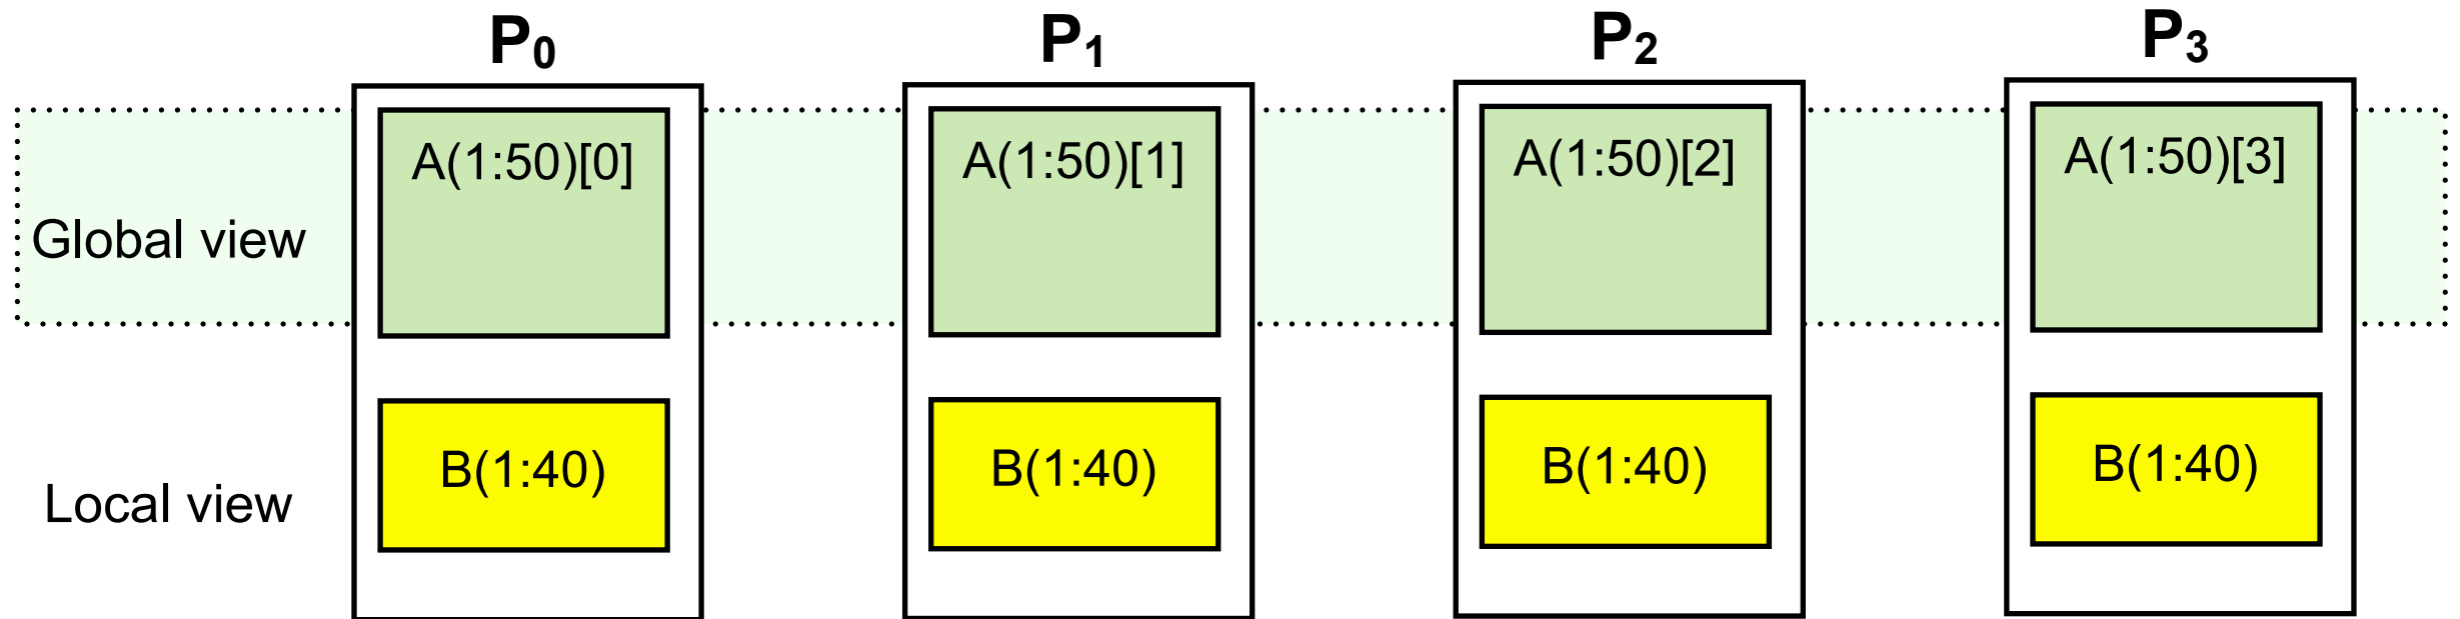 P0 P1 P2 P3
A(1:50)[0] A(1:50)[1] A(1:50)[2] A(1:50)[3]
Global view
B(1:40) B(1:40) B(1:40) B(1:40)
Local view